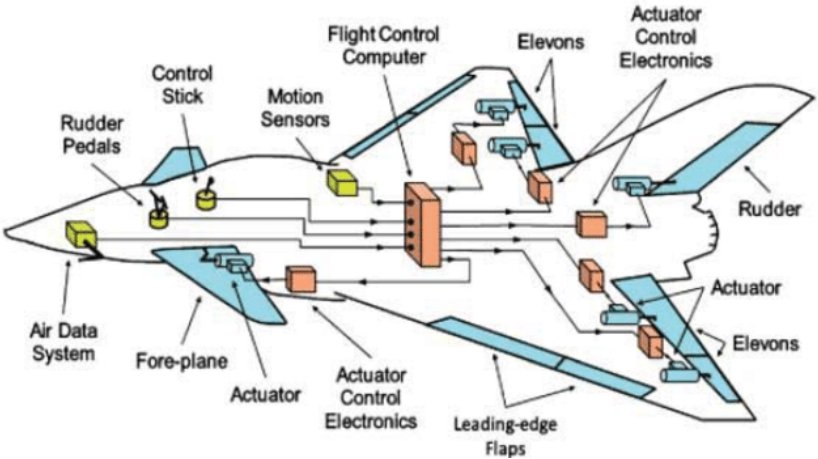 Actuator
Control
Electronics
Flight Control
Computer
Elevons
Control
Stick
Motion
Sensors
Rudder
Pedals
Rudder
Actuator
Air Data
System
Fore-plane
Elevons
Actuator
Actuator
Control
Electronics
Leading-edge
Flaps